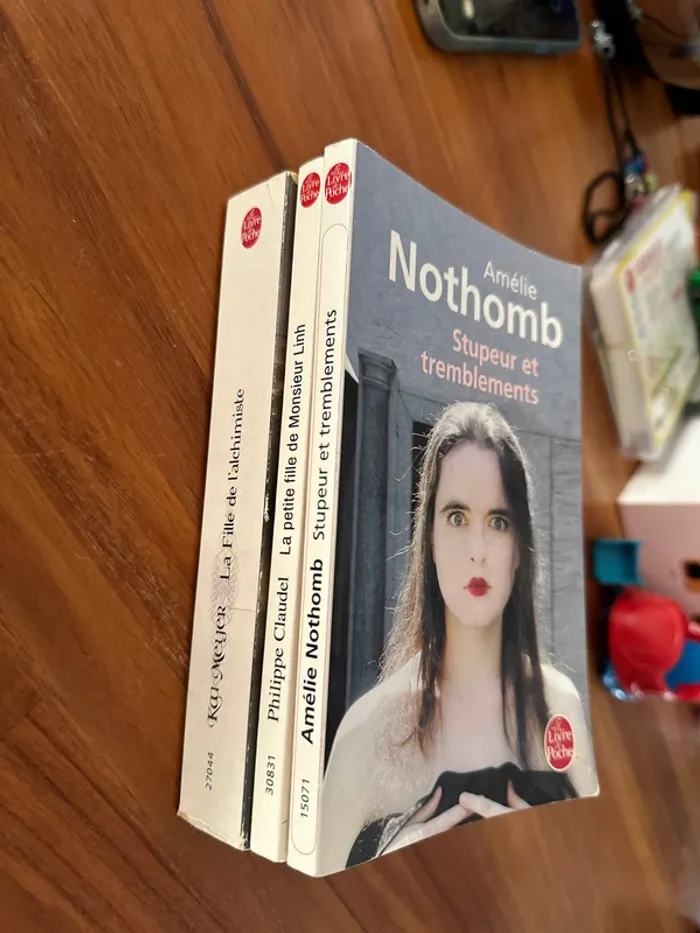 Le
Livre
de
Poche
Kai Meyer La Fille de l'alchimiste
27044
Le
Livre
de
Poche
Philippe Claudel La petite fille de Monsieur Linh
30831
Le
Livre
de
Poche
Amélie Nothomb Stupeur et tremblements
15071
Amélie
Nothomb
Stupeur et
tremblements
Le
Livre
de
Poche